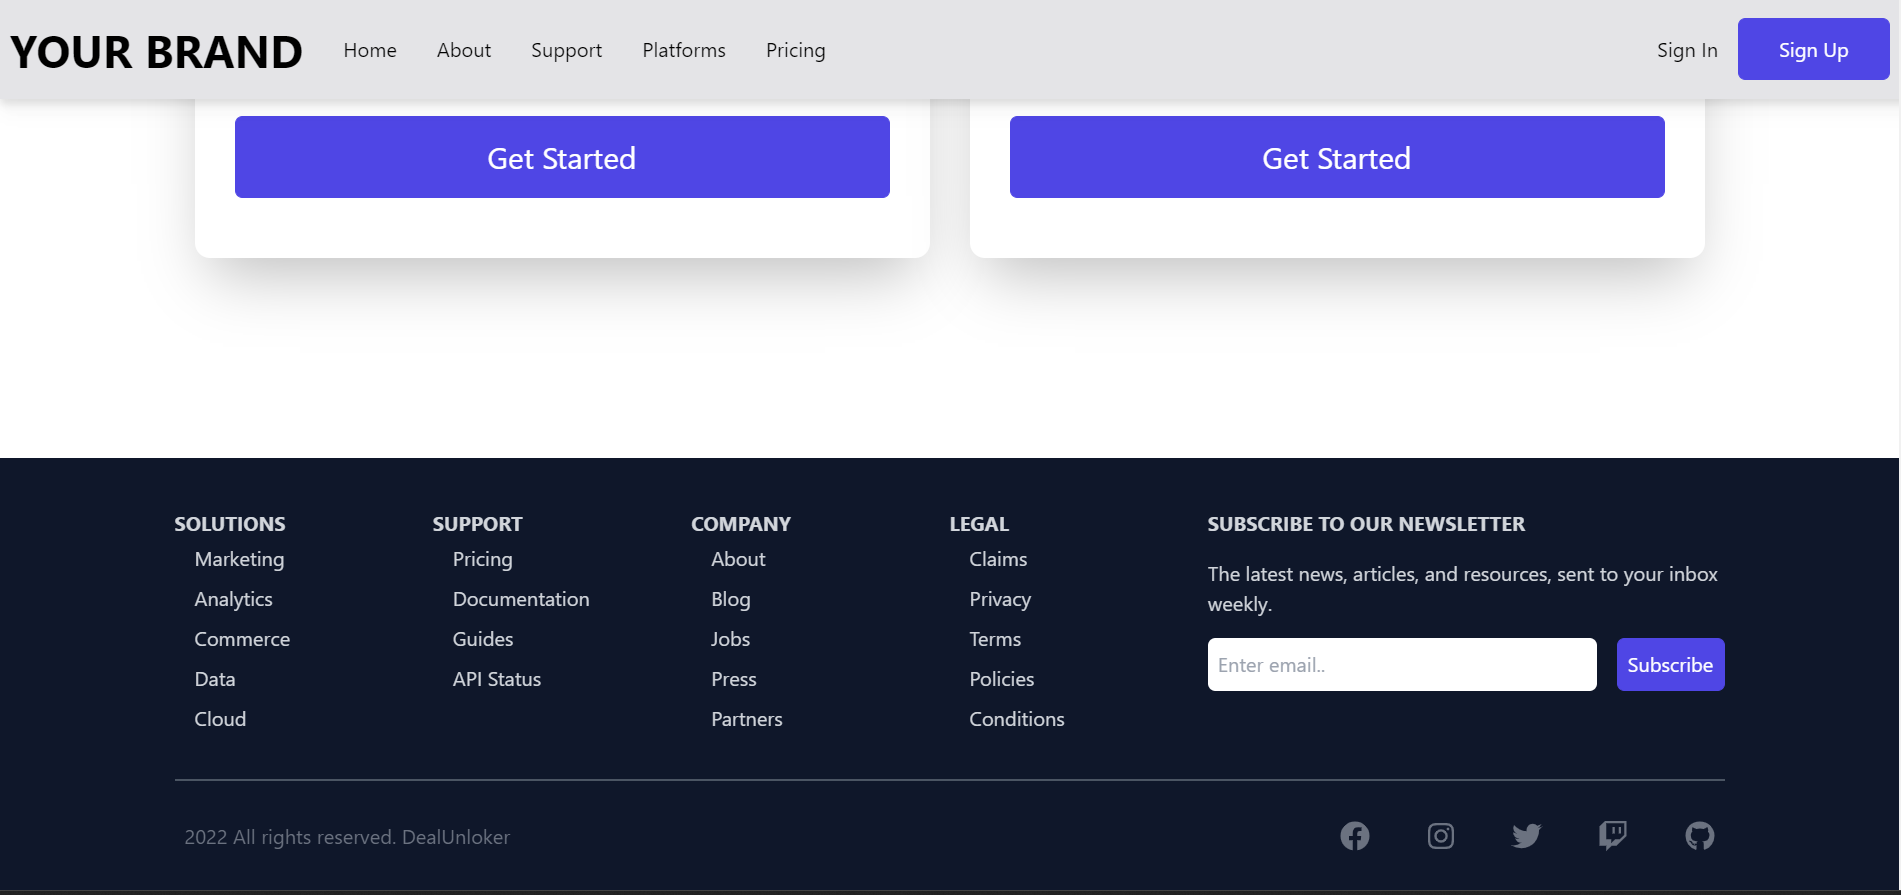 YOUR BRAND
Home
About
Support
Platforms
Pricing
Sign In
Sign Up
Get Started
Get Started
SOLUTIONS
Marketing
Analytics
Commerce
Data
Cloud
SUPPORT
Pricing
Documentation
Guides
API Status
COMPANY
About
Blog
Jobs
Press
Partners
LEGAL
Claims
Privacy
Terms
Policies
Conditions
SUBSCRIBE TO OUR NEWSLETTER
The latest news, articles, and resources, sent to your inbox
weekly.
Enter email..
Subscribe
2022 All rights reserved. DealUnloker